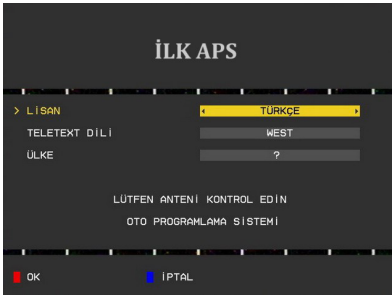 İLK APS
> LİSAN TÜRKÇE
TELETEXT DİLİ WEST
ÜLKE ?
LÜTFEN ANTENİ KONTROL EDİN
OTO PROGRAMLAMA SİSTEMİ
OK İPTAL